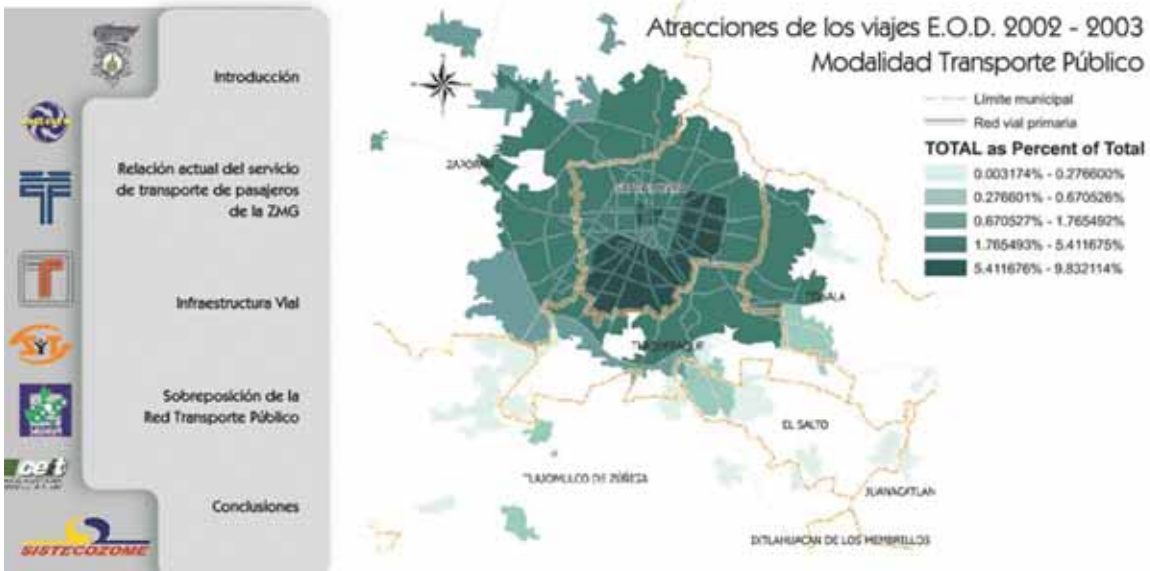 Introducción
Relación actual del servicio
de transporte de pasajeros
de la ZMG
Infraestructura Vial
Sobreposición de la
Red Transporte Público
Conclusiones
ceit
SISTECOZOME
Atracciones de los viajes E.O.D. 2002 - 2003
Modalidad Transporte Público
Límite municipal
Red vial primaria
TOTAL as Percent of Total
0.003174% - 0.276600%
0.276601% - 0.670526%
0.670527% - 1.765492%
1.765493% - 5.411675%
5.411676% - 9.832114%
EL SALTO
TLAJOMULCO DE ZÚÑIGA
JUANACATLAN
IXTLAHUACAN DE LOS MEMBRILLOS